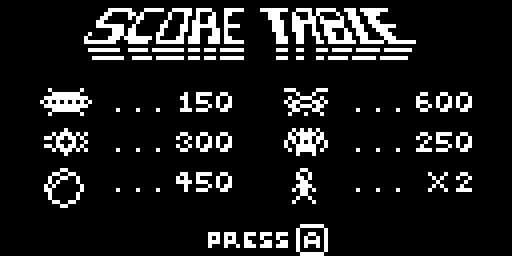 SCORE TABLE
... 150 ... 600
... 300 ... 250
... 450 ... X2
PRESS A